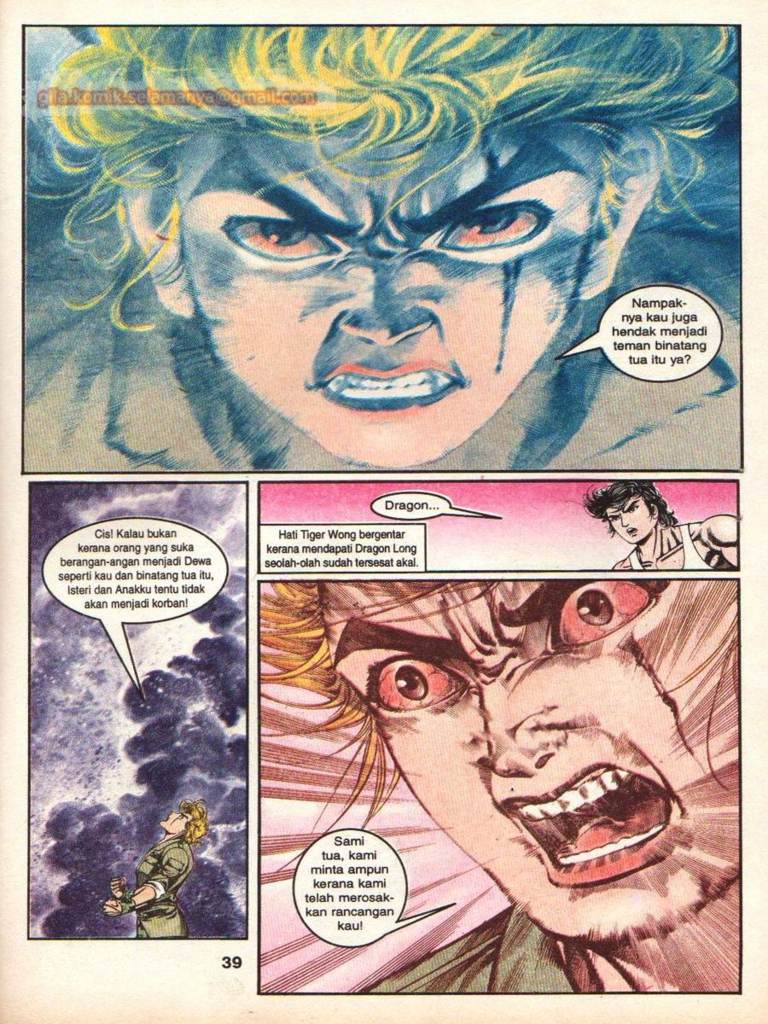 gila.komik.selamanya@gmail.com
Nampak-
nya kau juga
hendak menjadi
teman binatang
tua itu ya?
Cis! Kalau bukan
kerana orang yang suka
berangan-angan menjadi Dewa
seperti kau dan binatang tua itu,
Isteri dan Anakku tentu tidak
akan menjadi korban!
Dragon...
Hati Tiger Wong bergentar
kerana mendapati Dragon Long
seolah-olah sudah tersesat akal.
Sami
tua, kami
minta ampun
kerana kami
telah merosak-
kan rancangan
kau!
39